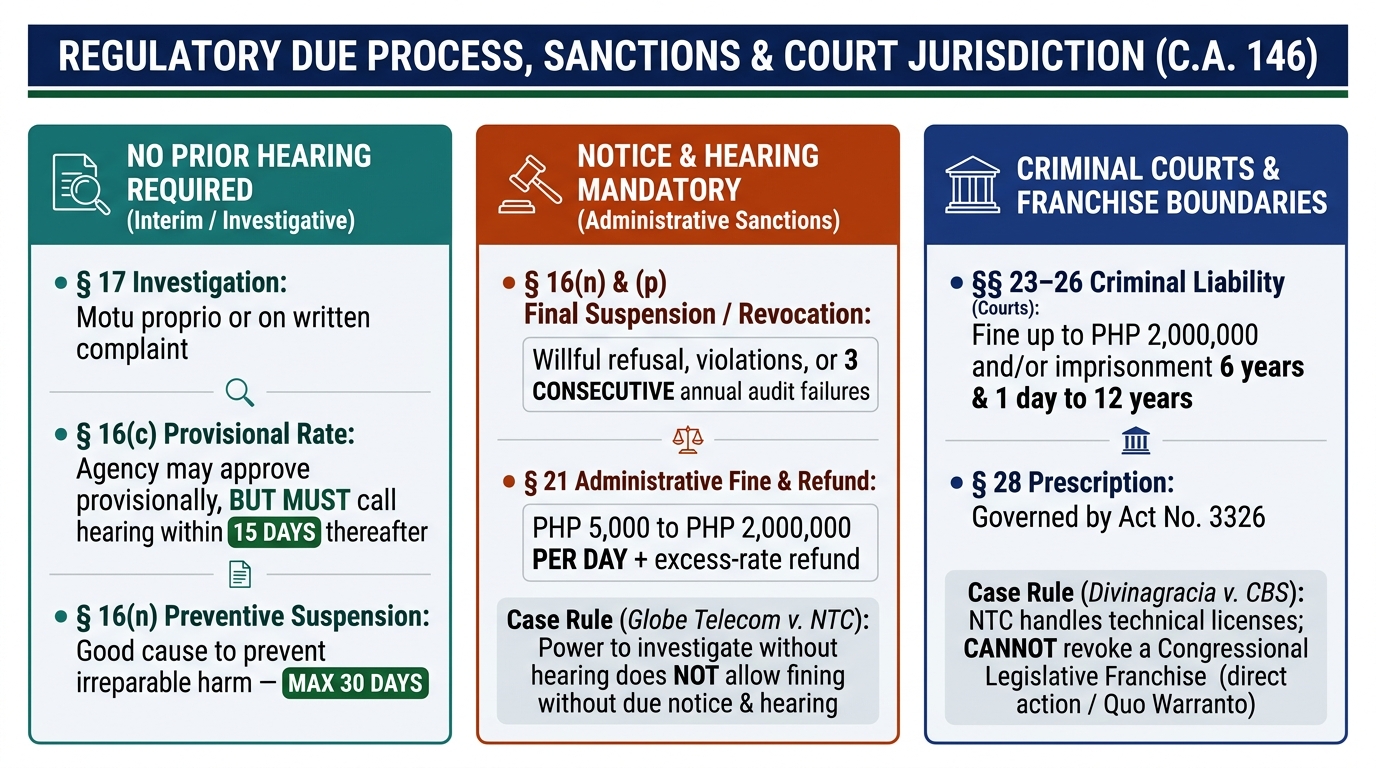 REGULATORY DUE PROCESS, SANCTIONS & COURT JURISDICTION (C.A. 146)
NO PRIOR HEARING
REQUIRED
(Interim / Investigative)
• § 17 Investigation:
Motu proprio or on written
complaint
• § 16(c) Provisional Rate:
Agency may approve
provisionally, BUT MUST call
hearing within 15 DAYS thereafter
• § 16(n) Preventive Suspension:
Good cause to prevent
irreparable harm — MAX 30 DAYS
NOTICE & HEARING
MANDATORY
(Administrative Sanctions)
• § 16(n) & (p)
Final Suspension / Revocation:
Willful refusal, violations, or 3
CONSECUTIVE annual audit failures
• § 21 Administrative Fine & Refund:
PHP 5,000 to PHP 2,000,000
PER DAY + excess-rate refund
Case Rule (Globe Telecom v. NTC):
Power to investigate without
hearing does NOT allow fining
without due notice & hearing
CRIMINAL COURTS &
FRANCHISE BOUNDARIES
• §§ 23–26 Criminal Liability
(Courts):
Fine up to PHP 2,000,000
and/or imprisonment 6 years
& 1 day to 12 years
• § 28 Prescription:
Governed by Act No. 3326
Case Rule (Divinagracia v. CBS):
NTC handles technical licenses;
CANNOT revoke a Congressional
Legislative Franchise (direct
action / Quo Warranto)